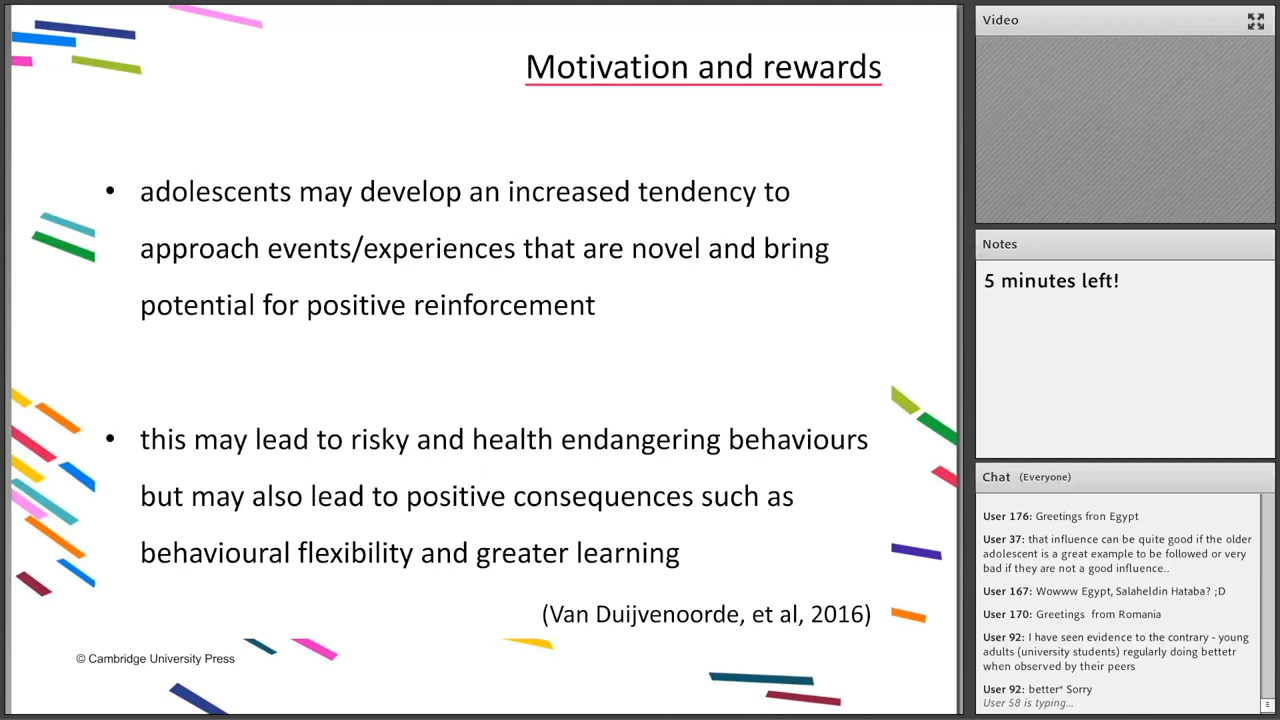 Motivation and rewards
• adolescents may develop an increased tendency to
approach events/experiences that are novel and bring
potential for positive reinforcement
• this may lead to risky and health endangering behaviours
but may also lead to positive consequences such as
behavioural flexibility and greater learning
(Van Duijvenoorde, et al, 2016)
© Cambridge University Press
Video
Notes
5 minutes left!
Chat (Everyone)
User 176: Greetings fron Egypt
User 37: that influence can be quite good if the older
adolescent is a great example to be followed or very
bad if they are not a good influence..
User 167: Wowww Egypt, Salaheldin Hataba? ;D
User 170: Greetings from Romania
User 92: I have seen evidence to the contrary - young
adults (university students) regularly doing bettetr
when observed by their peers
User 92: better* Sorry
User 58 is typing...